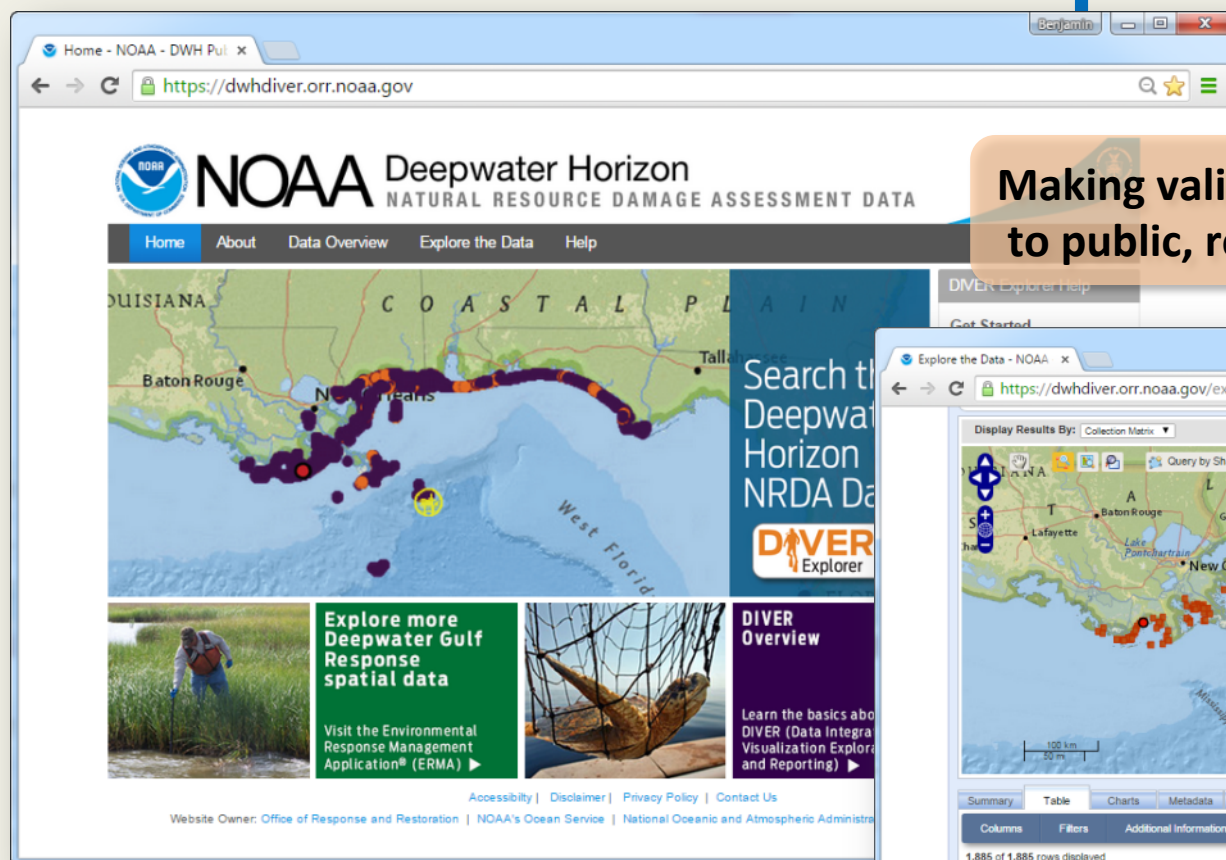 Benjamin
Home - NOAA - DWH Pub
https://dwhdiver.orr.noaa.gov
NOAA Deepwater Horizon
NATURAL RESOURCE DAMAGE ASSESSMENT DATA
Making vali
to public, re
Home About Data Overview Explore the Data Help
DIVER Explorer Help
Get Started
OUISIANA
COASTAL PLAIN
Baton Rouge
Tallahassee
West Florid
Search th
Deepwat
Horizon
NRDA Da
DIVER
Explorer
Explore more
Deepwater Gulf
Response
spatial data
Visit the Environmental
Response Management
Application® (ERMA)
DIVER
Overview
Learn the basics abo
DIVER (Data Integra
Visualization Explora
and Reporting)
Accessibilty | Disclaimer | Privacy Policy | Contact Us
Website Owner: Office of Response and Restoration | NOAA's Ocean Service | National Oceanic and Atmospheric Administra
Explore the Data - NOAA
https://dwhdiver.orr.noaa.gov/ex
Display Results By: Collection Matrix
Query by Sh
Baton Rouge
Lafayette
Lake
Pontchartrain
New O
100 km
50 mi
Summary Table Charts Metadata
Columns Filters Additional Information
1,885 of 1,885 rows displayed